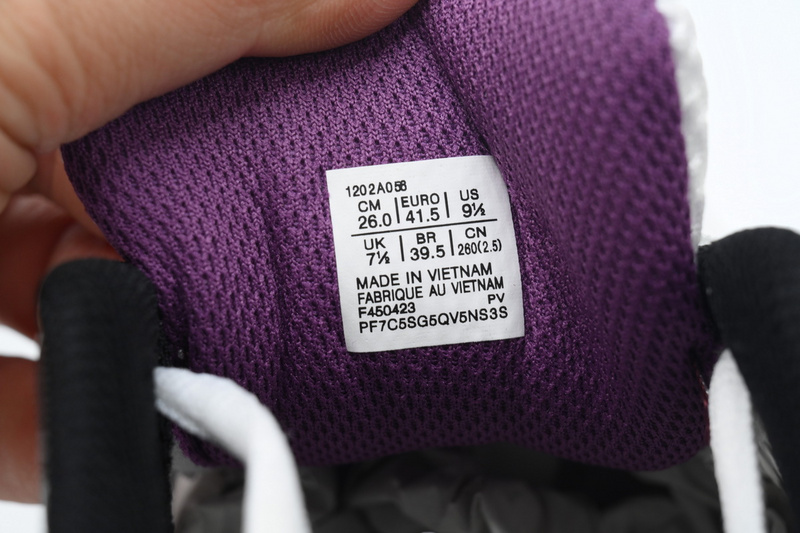 1202A056
CM EURO US
26.0 41.5 9½
UK BR CN
7½ 39.5 260(2.5)
MADE IN VIETNAM
FABRIQUE AU VIETNAM
F450423 PV
PF7C5SG5QV5NS3S